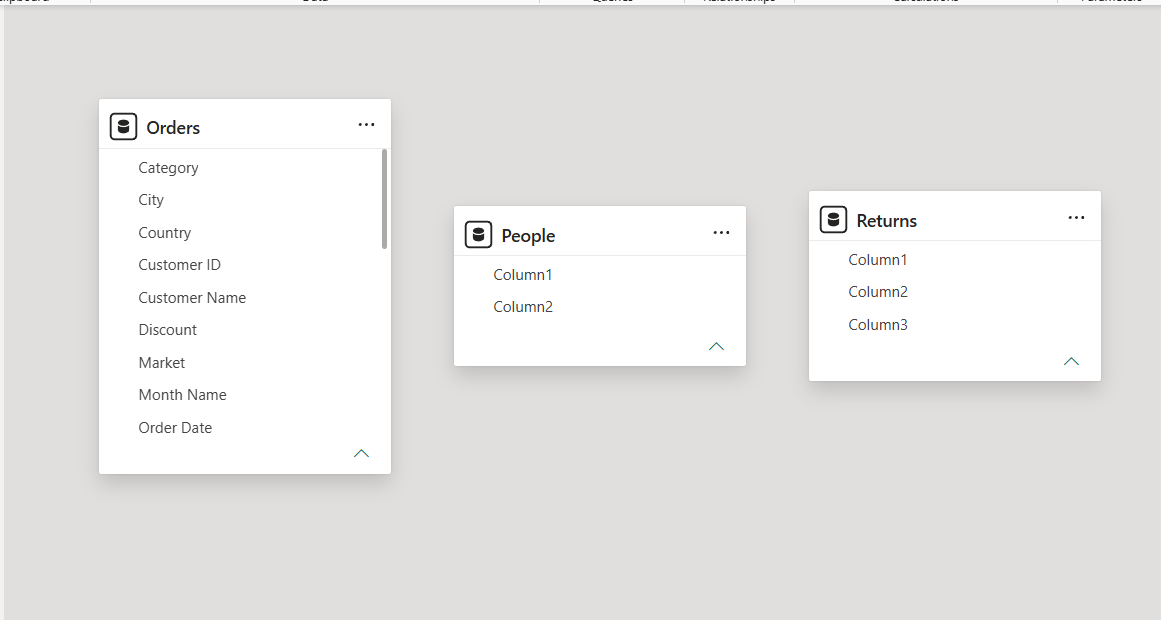 Orders
Category
City
Country
Customer ID
Customer Name
Discount
Market
Month Name
Order Date
People
Column1
Column2
Returns
Column1
Column2
Column3